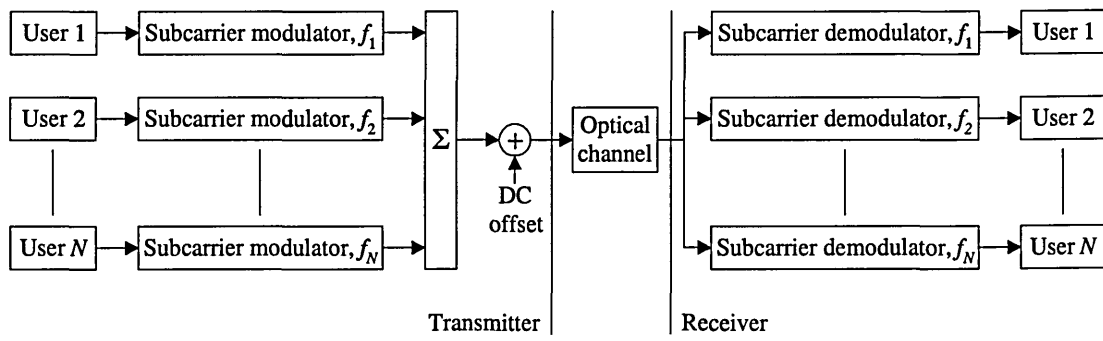 User 1
Subcarrier modulator, f1
Subcarrier demodulator, f1
User 1
User 2
Subcarrier modulator, f2
Σ
+
DC
offset
Optical
channel
Subcarrier demodulator, f2
User 2
User N
Subcarrier modulator, fN
Subcarrier demodulator, fN
User N
Transmitter
Receiver